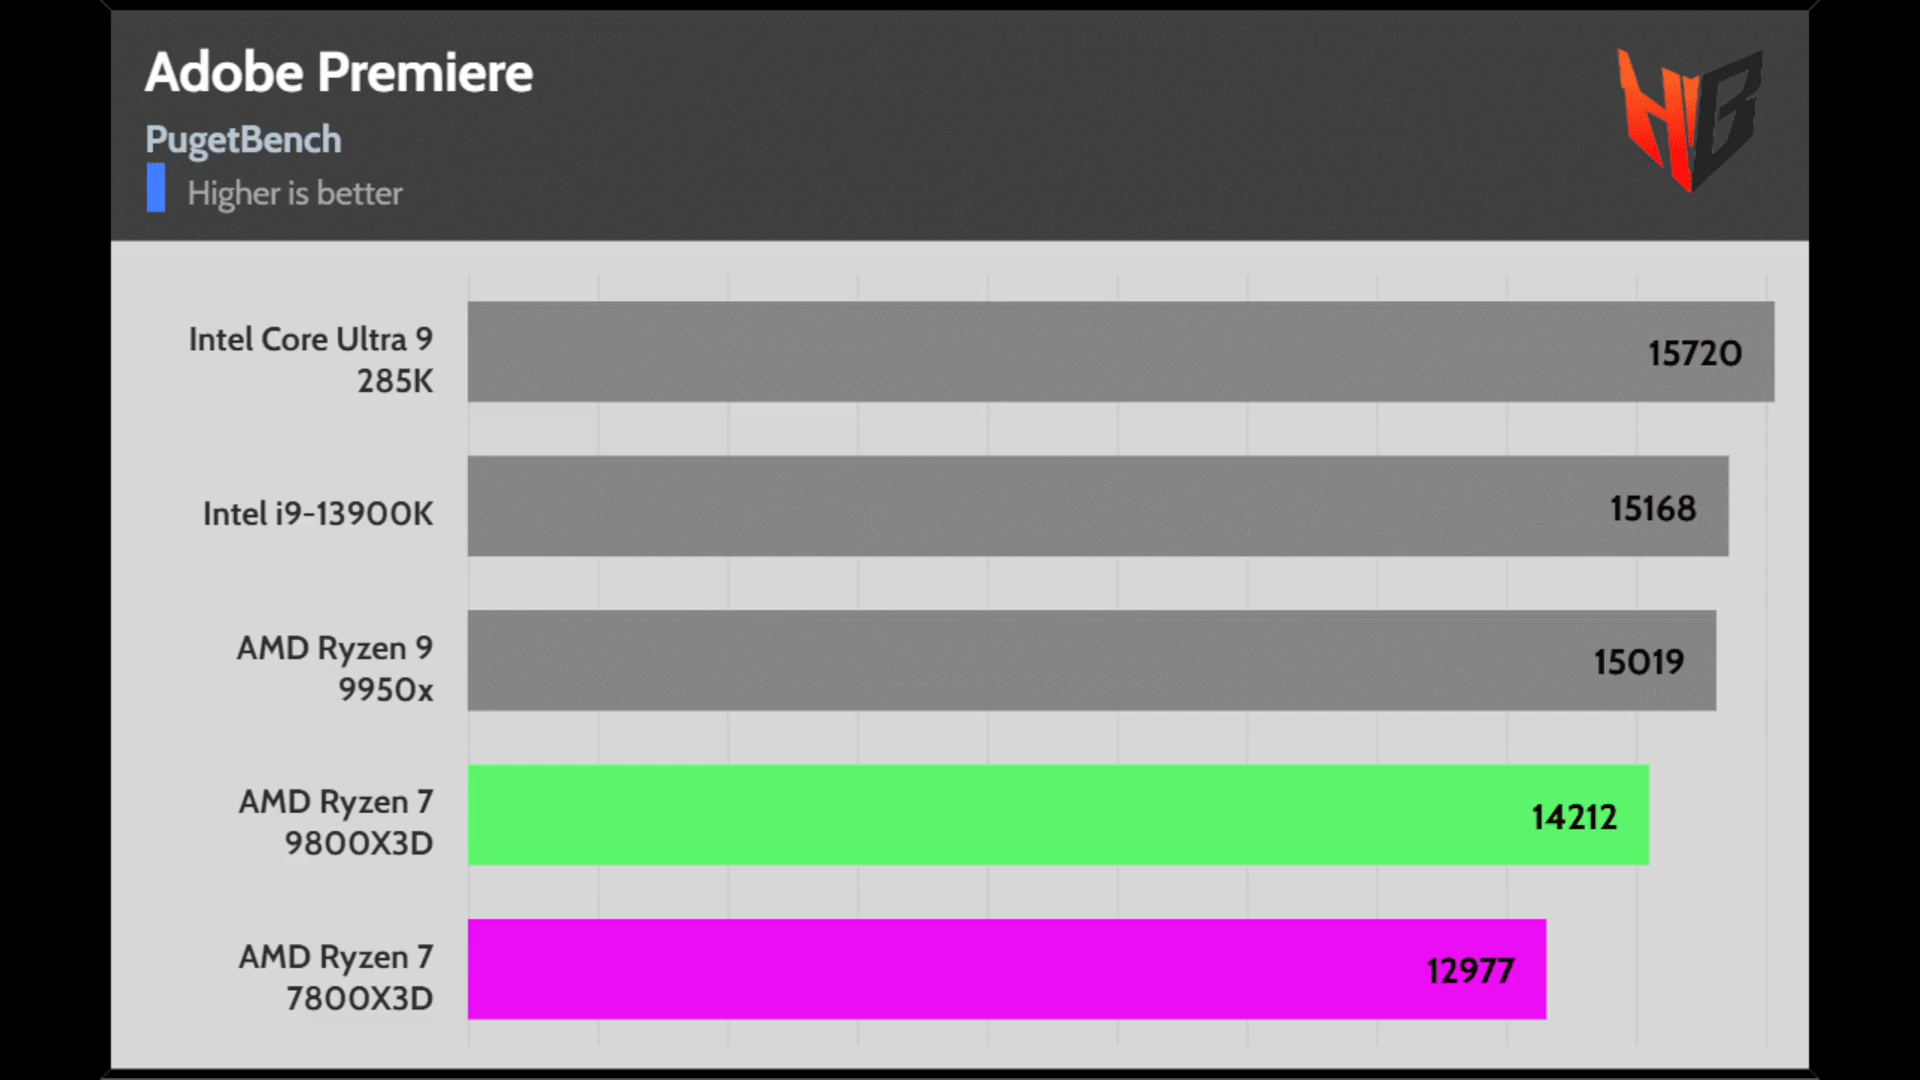 Adobe Premiere
PugetBench
Higher is better
HB
Intel Core Ultra 9
285K
15720
Intel i9-13900K
15168
AMD Ryzen 9
9950x
15019
AMD Ryzen 7
9800X3D
14212
AMD Ryzen 7
7800X3D
12977